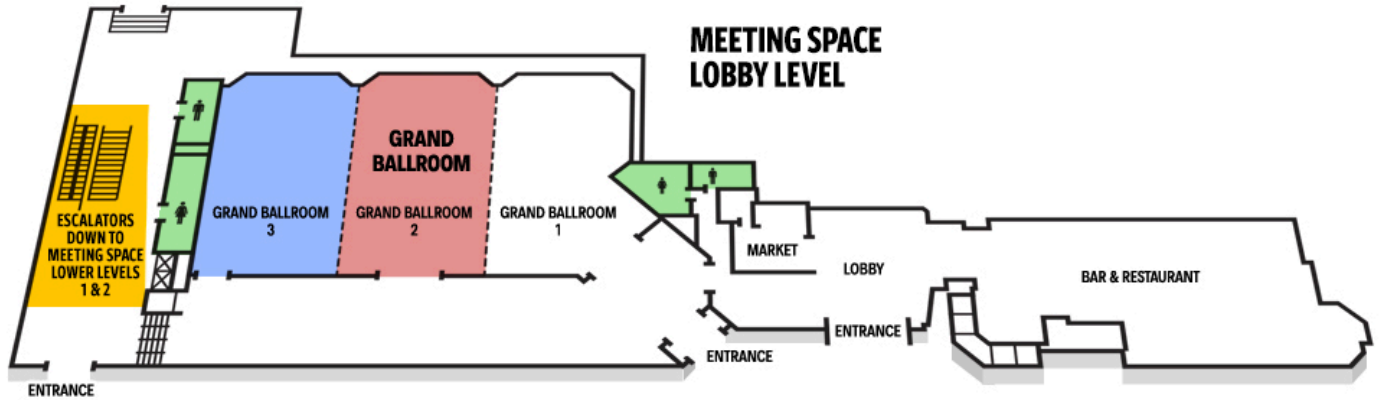 MEETING SPACE
LOBBY LEVEL
GRAND
BALLROOM
GRAND BALLROOM
3
GRAND BALLROOM
2
GRAND BALLROOM
1
ESCALATORS
DOWN TO
MEETING SPACE
LOWER LEVELS
1 & 2
MARKET
LOBBY
BAR & RESTAURANT
ENTRANCE
ENTRANCE
ENTRANCE